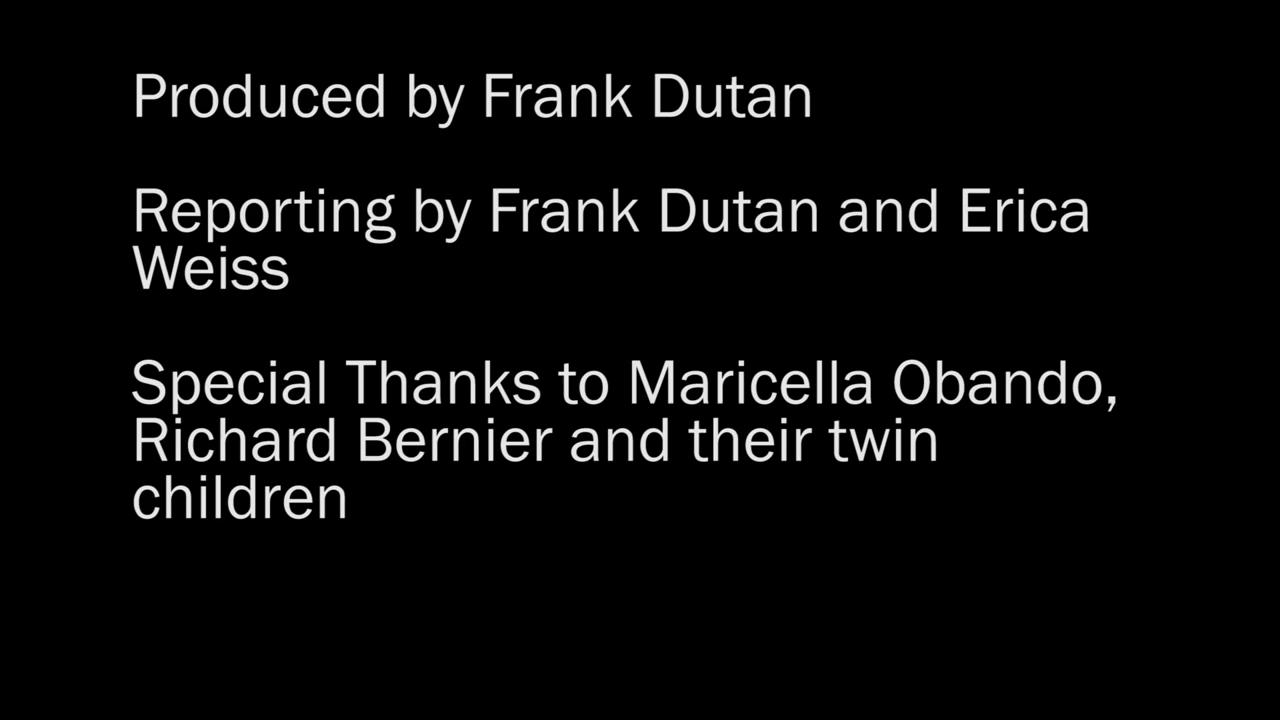 Produced by Frank Dutan
Reporting by Frank Dutan and Erica
Weiss
Special Thanks to Maricella Obando,
Richard Bernier and their twin
children